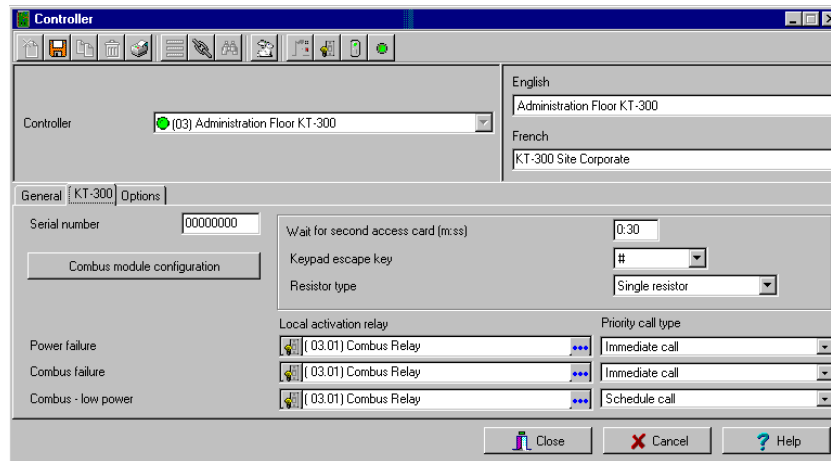 Controller
English
Administration Floor KT-300
Controller
(03) Administration Floor KT-300
French
KT-300 Site Corporate
General KT-300 Options
Serial number 00000000
Wait for second access card (m:ss) 0:30
Combus module configuration
Keypad escape key #
Resistor type Single resistor
Local activation relay Priority call type
Power failure ( 03.01) Combus Relay Immediate call
Combus failure ( 03.01) Combus Relay Immediate call
Combus - low power ( 03.01) Combus Relay Schedule call
Close Cancel ? Help